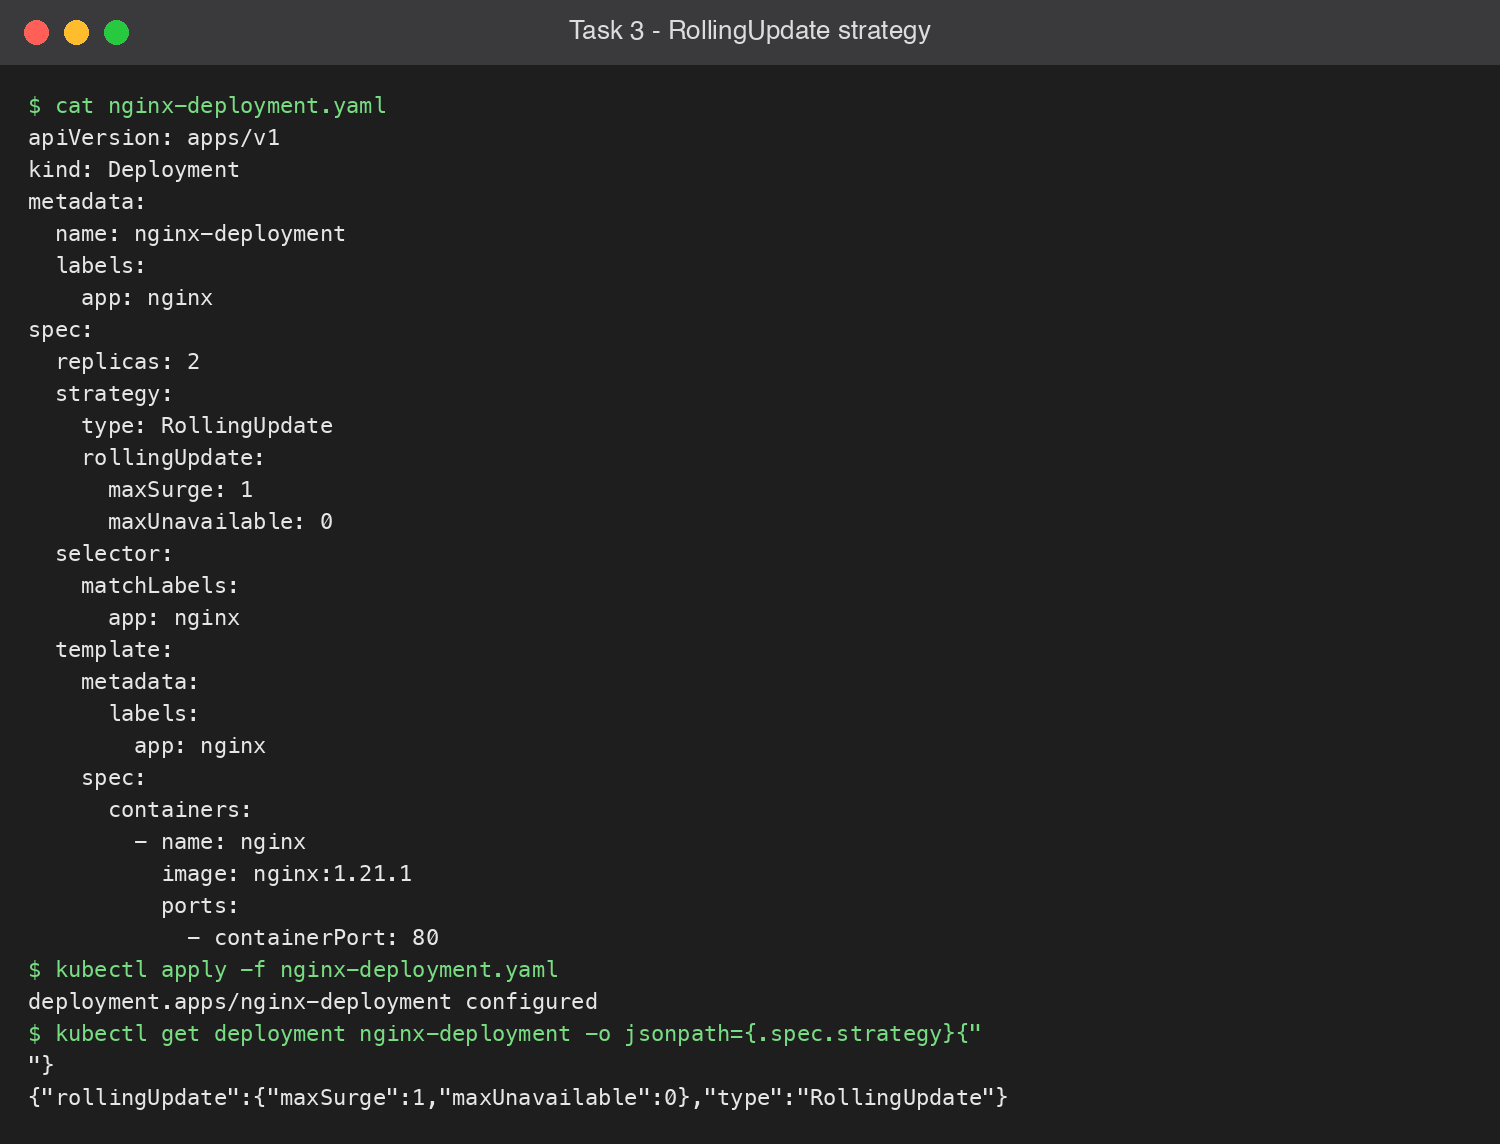 Task 3 - RollingUpdate strategy
$ cat nginx-deployment.yaml
apiVersion: apps/v1
kind: Deployment
metadata:
  name: nginx-deployment
  labels:
    app: nginx
spec:
  replicas: 2
  strategy:
    type: RollingUpdate
    rollingUpdate:
      maxSurge: 1
      maxUnavailable: 0
  selector:
    matchLabels:
      app: nginx
  template:
    metadata:
      labels:
        app: nginx
    spec:
      containers:
        - name: nginx
          image: nginx:1.21.1
          ports:
            - containerPort: 80
$ kubectl apply -f nginx-deployment.yaml
deployment.apps/nginx-deployment configured
$ kubectl get deployment nginx-deployment -o jsonpath={.spec.strategy}{"
"}
{"rollingUpdate":{"maxSurge":1,"maxUnavailable":0},"type":"RollingUpdate"}